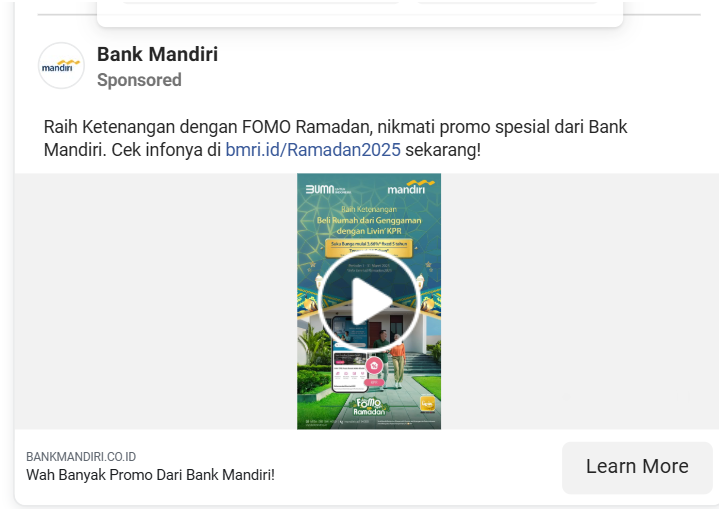 mandiri
Bank Mandiri
Sponsored
Raih Ketenangan dengan FOMO Ramadan, nikmati promo spesial dari Bank
Mandiri. Cek infonya di bmri.id/Ramadan2025 sekarang!
BUMN
mandiri
Raih Ketenangan
Beli Rumah dari Genggaman
dengan Livin' KPR
FOMO
Ramadan
BANKMANDIRI.CO.ID
Wah Banyak Promo Dari Bank Mandiri!
Learn More